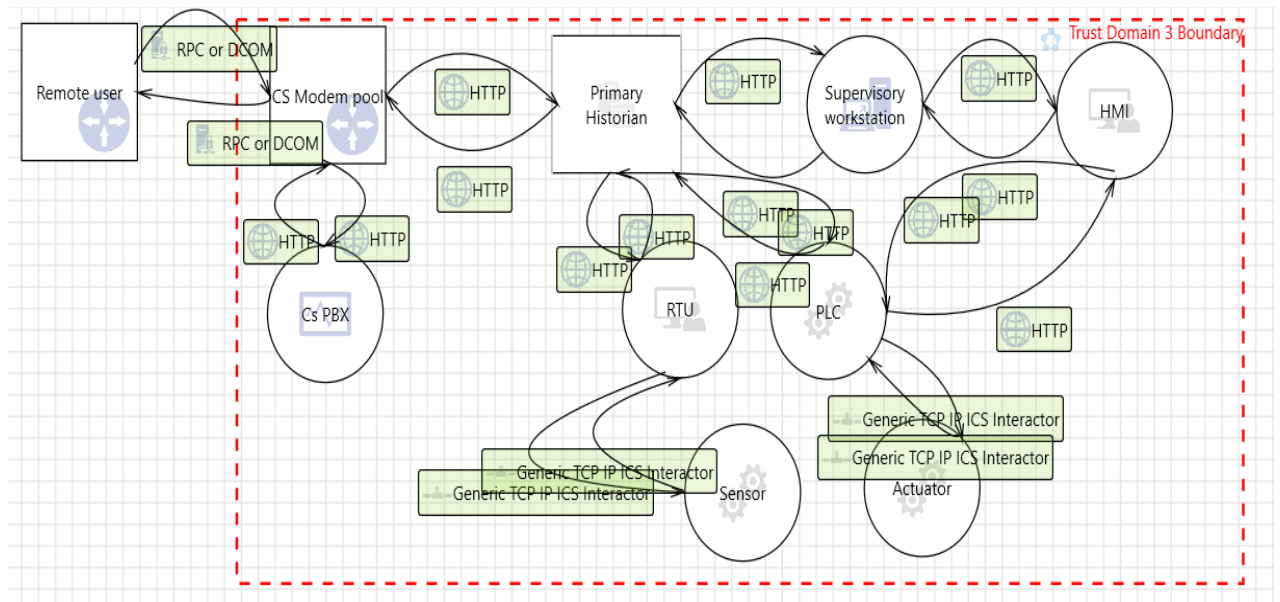 Trust Domain 3 Boundary
RPC or DCOM
Remote user
CS Modem pool
HTTP
Primary
Historian
HTTP
Supervisory
workstation
HTTP
HMI
RPC or DCOM
HTTP
HTTP
HTTP
HTTP
HTTP
HTTP
HTTP
HTTP
HTTP
HTTP
HTTP
Cs PBX
RTU
PLC
HTTP
Generic TCP IP ICS Interactor
Generic TCP IP ICS Interactor
Generic TCP IP ICS Interactor
Generic TCP IP ICS Interactor
Sensor
Actuator